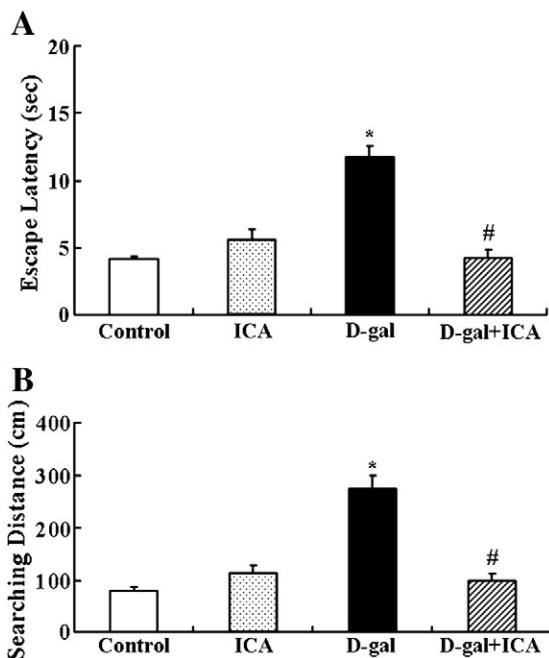 A
Escape Latency (sec)
20
15
10
5
0
*
#
Control ICA D-gal D-gal+ICA
B
Searching Distance (cm)
400
300
200
100
0
*
#
Control ICA D-gal D-gal+ICA